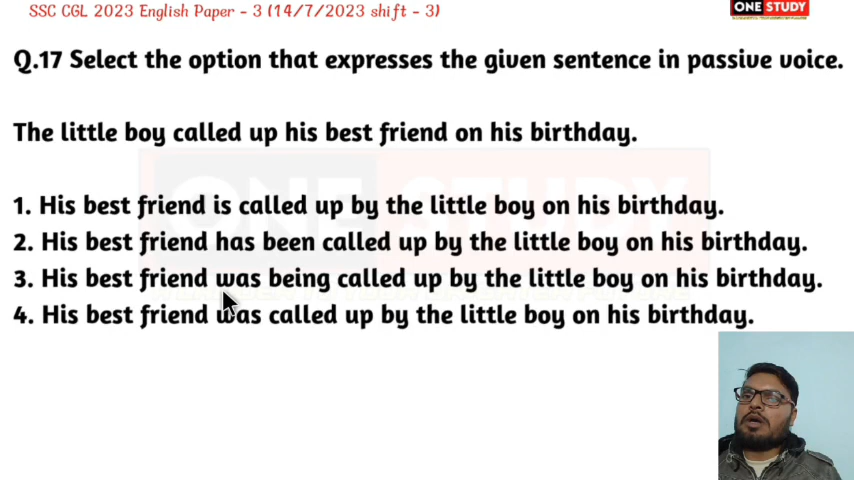 SSC CGL 2023 English Paper - 3 (14/7/2023 shift - 3)
ONE STUDY
Q.17 Select the option that expresses the given sentence in passive voice.
The little boy called up his best friend on his birthday.
ONE STUDY
1. His best friend is called up by the little boy on his birthday.
2. His best friend has been called up by the little boy on his birthday.
3. His best friend was being called up by the little boy on his birthday.
4. His best friend was called up by the little boy on his birthday.